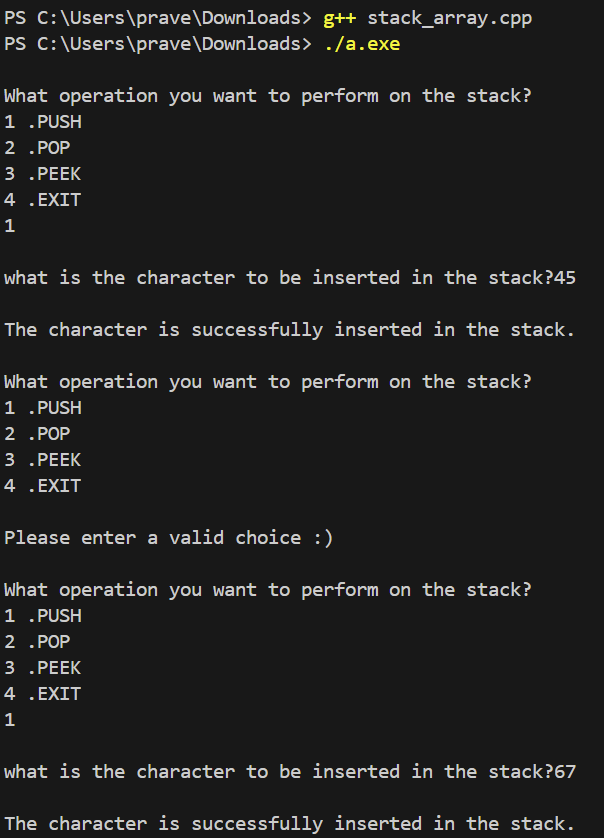 PS C:\Users\prave\Downloads> g++ stack_array.cpp
PS C:\Users\prave\Downloads> ./a.exe
What operation you want to perform on the stack?
1 .PUSH
2 .POP
3 .PEEK
4 .EXIT
1
what is the character to be inserted in the stack?45
The character is successfully inserted in the stack.
What operation you want to perform on the stack?
1 .PUSH
2 .POP
3 .PEEK
4 .EXIT
Please enter a valid choice :)
What operation you want to perform on the stack?
1 .PUSH
2 .POP
3 .PEEK
4 .EXIT
1
what is the character to be inserted in the stack?67
The character is successfully inserted in the stack.